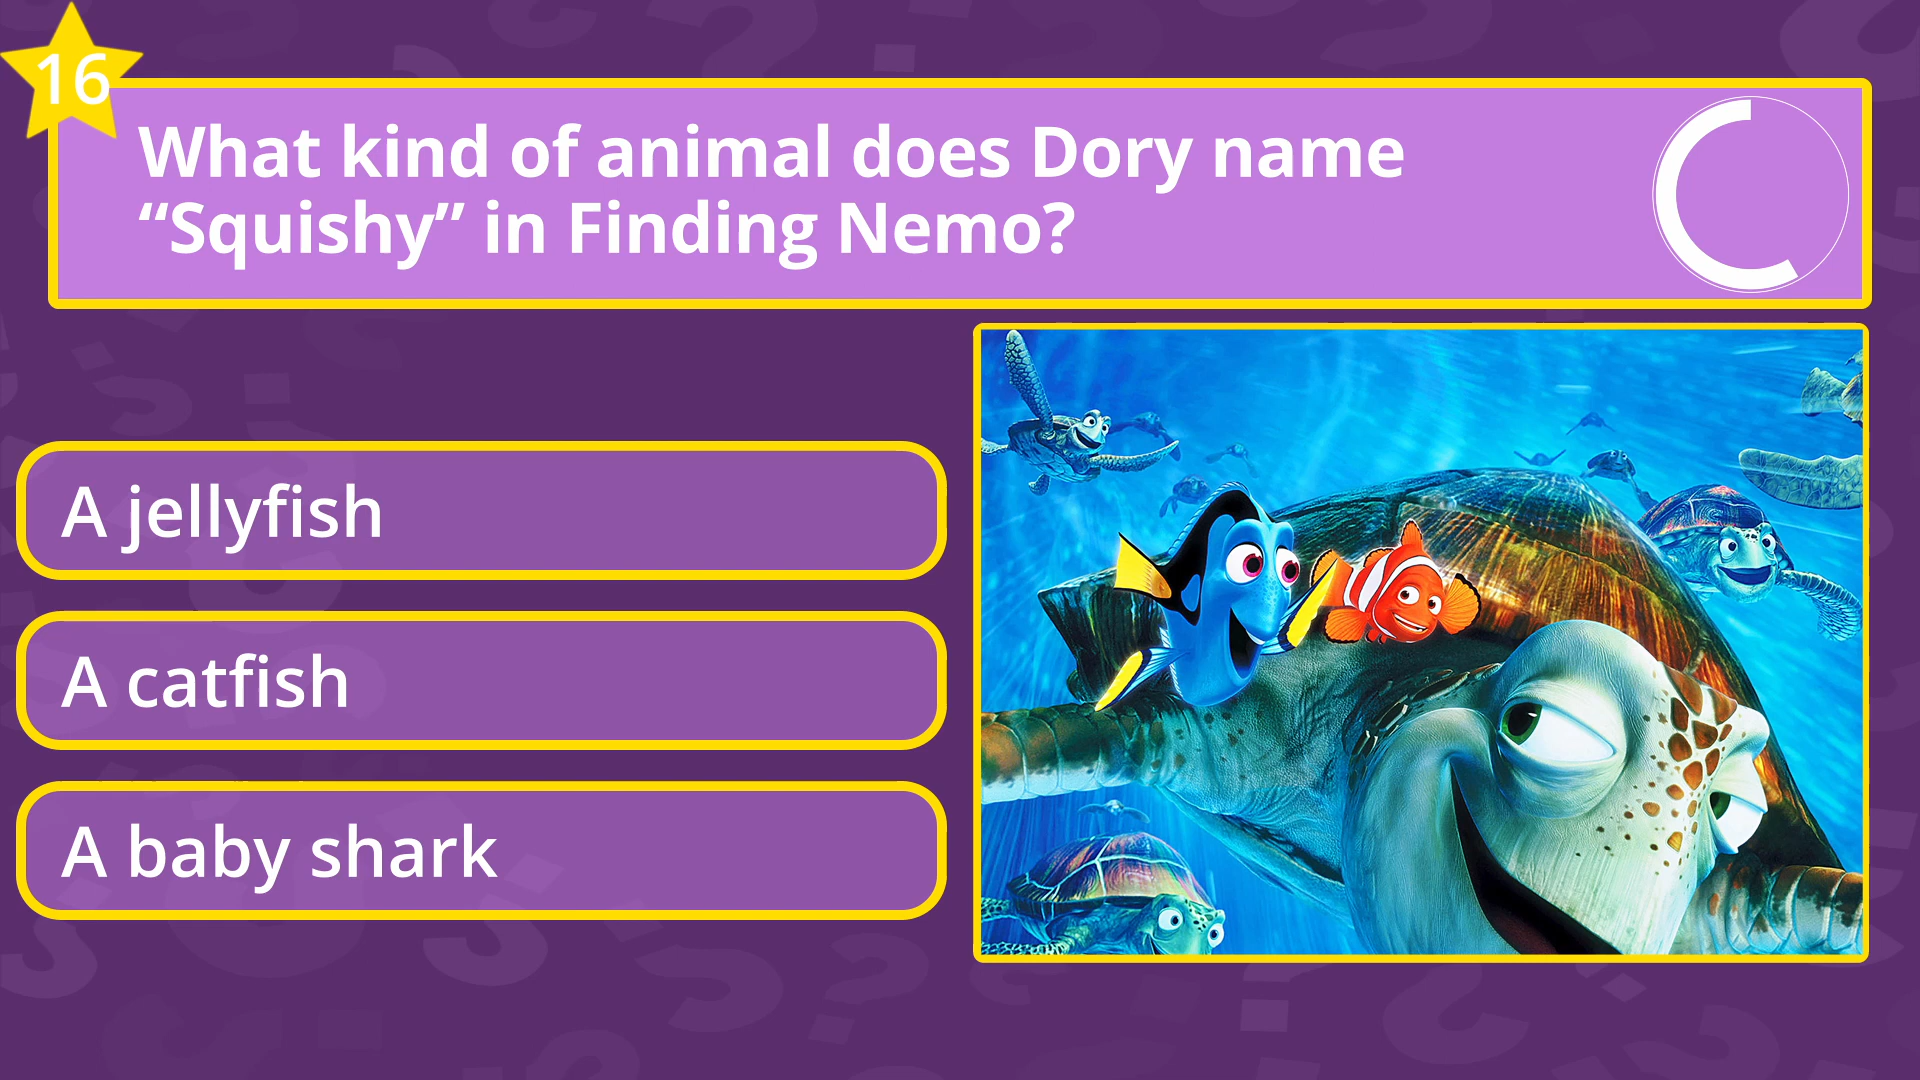 16
What kind of animal does Dory name
“Squishy” in Finding Nemo?
A jellyfish
A catfish
A baby shark